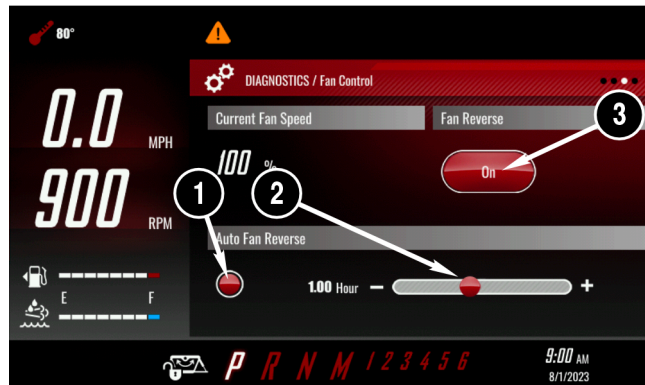 80°
DIAGNOSTICS / Fan Control
Current Fan Speed
Fan Reverse
3
0.0 MPH
100 %
On
1
2
900 RPM
Auto Fan Reverse
1.00 Hour - +
E F
P R N M 1 2 3 4 5 6
9:00 AM
8/1/2023